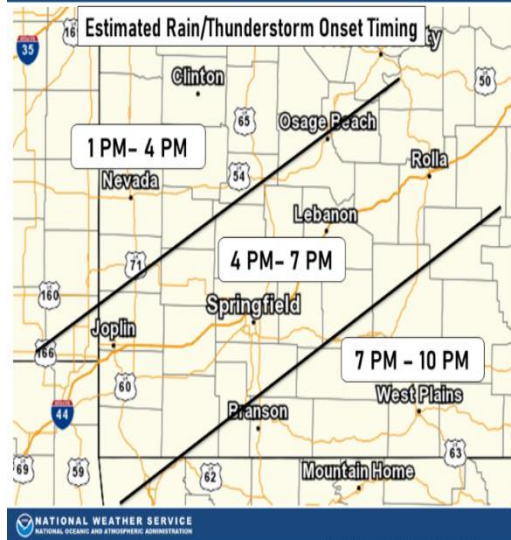 Estimated Rain/Thunderstorm Onset Timing
35
Clinton
50
65
Osage Beach
1 PM– 4 PM
Rolla
54
Nevada
Lebanon
4 PM– 7 PM
71
160
Springfield
Joplin
166
7 PM – 10 PM
60
West Plains
44
Branson
63
69
59
62
Mountain Home
NATIONAL WEATHER SERVICE
NATIONAL OCEANIC AND ATMOSPHERIC ADMINISTRATION